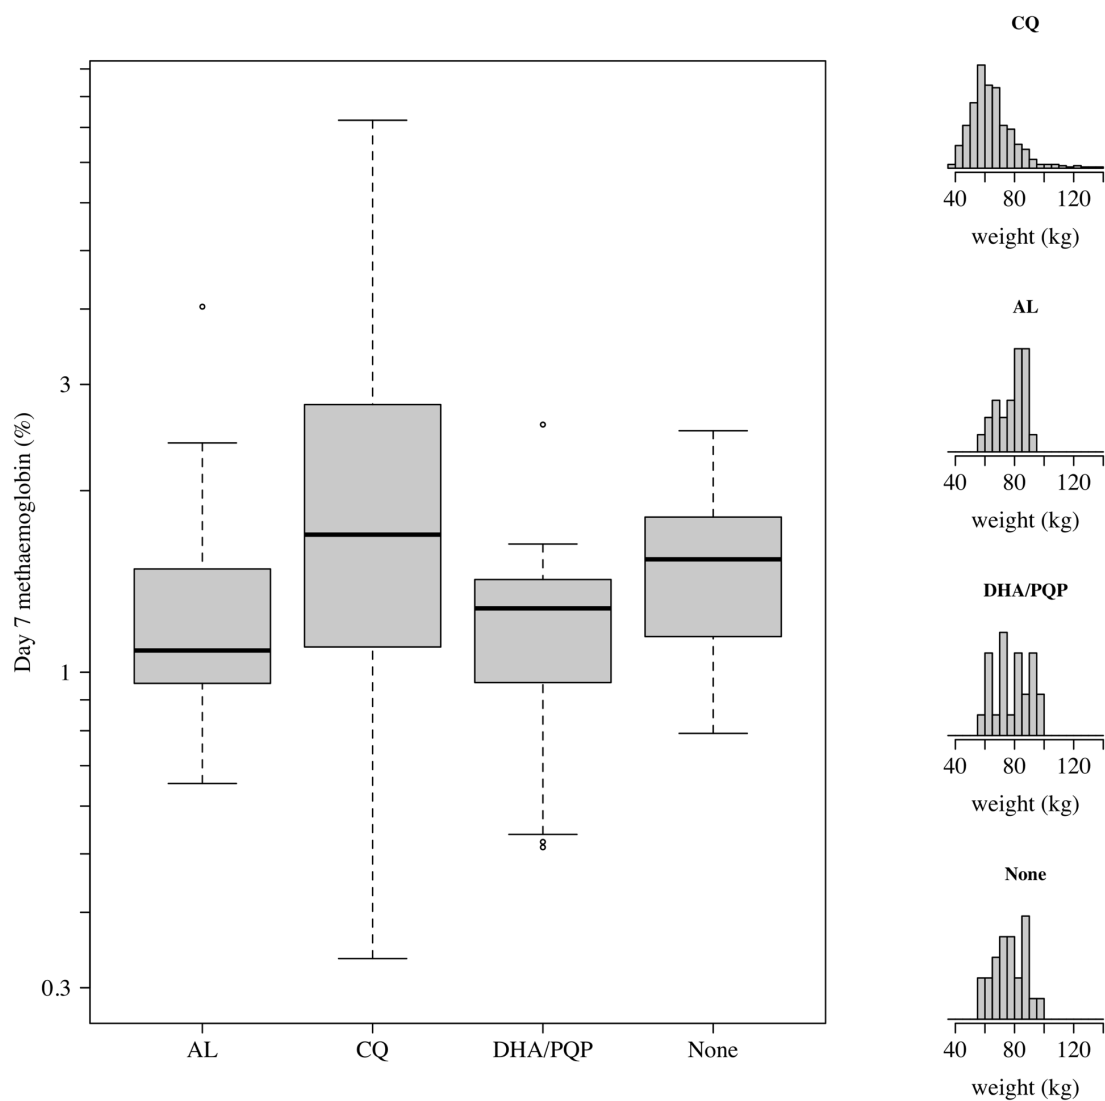 Day 7 methaemoglobin (%)
3
1
0.3
AL CQ DHA/PQP None
CQ
40 80 120
weight (kg)
AL
40 80 120
weight (kg)
DHA/PQP
40 80 120
weight (kg)
None
40 80 120
weight (kg)